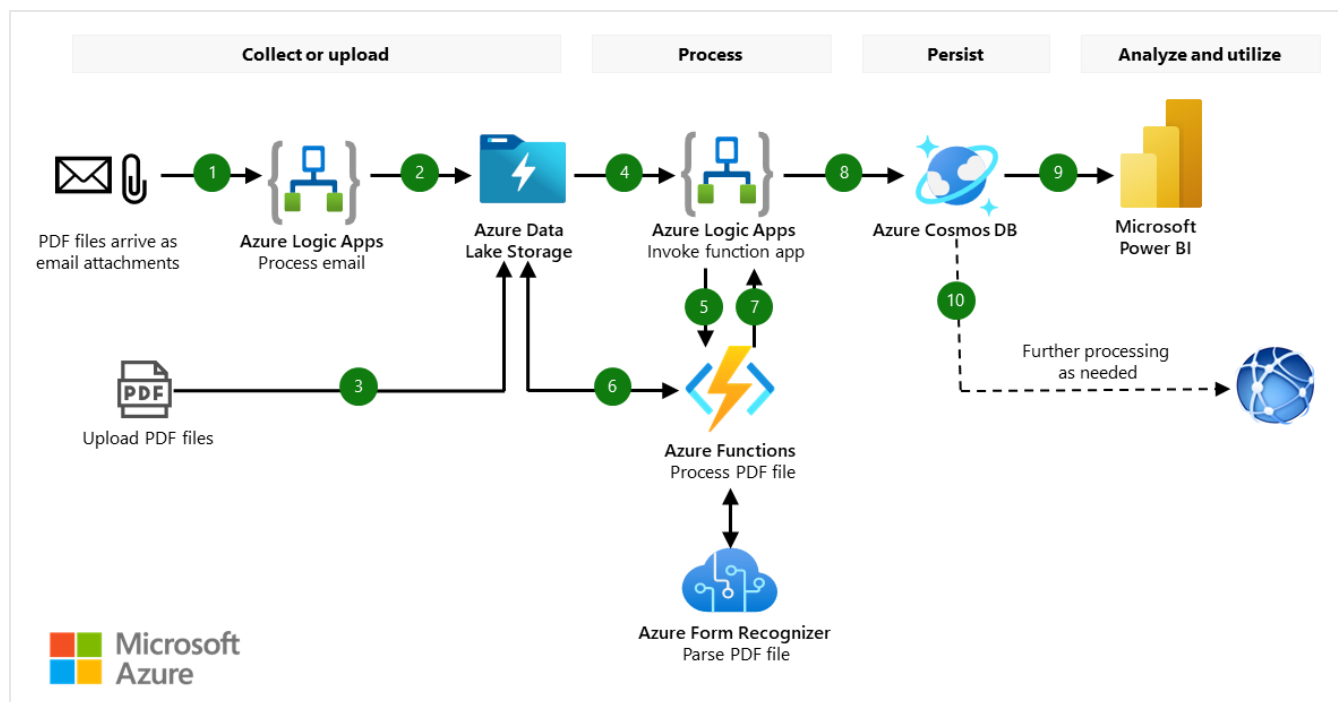 Collect or upload
Process
Persist
Analyze and utilize
1
2
4
8
9
PDF files arrive as
email attachments
Azure Logic Apps
Process email
Azure Data
Lake Storage
Azure Logic Apps
Invoke function app
Azure Cosmos DB
Microsoft
Power BI
5
7
10
3
6
Further processing
as needed
PDF
Upload PDF files
Azure Functions
Process PDF file
Azure Form Recognizer
Parse PDF file
Microsoft
Azure